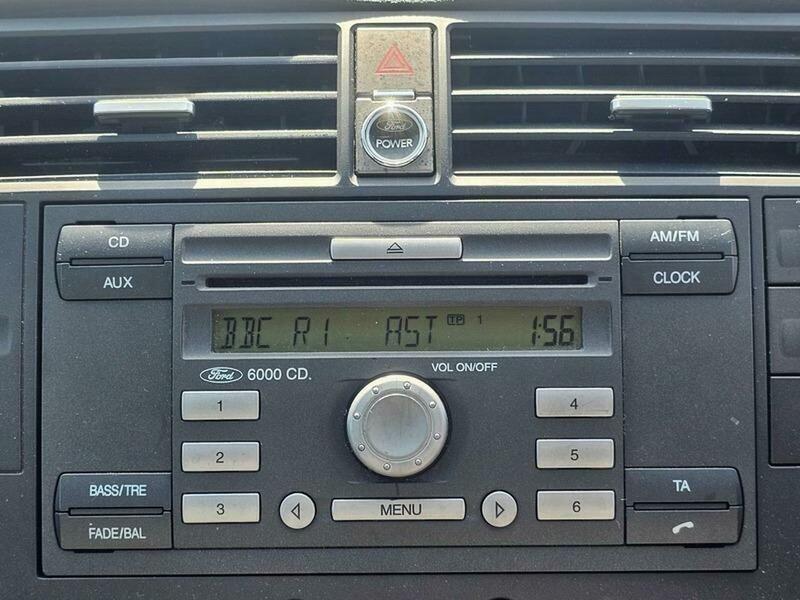 Ford
POWER
CD
AUX
AM/FM
CLOCK
BBC R1 AST TP 1 1:56
Ford 6000 CD.
VOL ON/OFF
1
2
3
4
5
6
BASS/TRE
FADE/BAL
MENU
TA